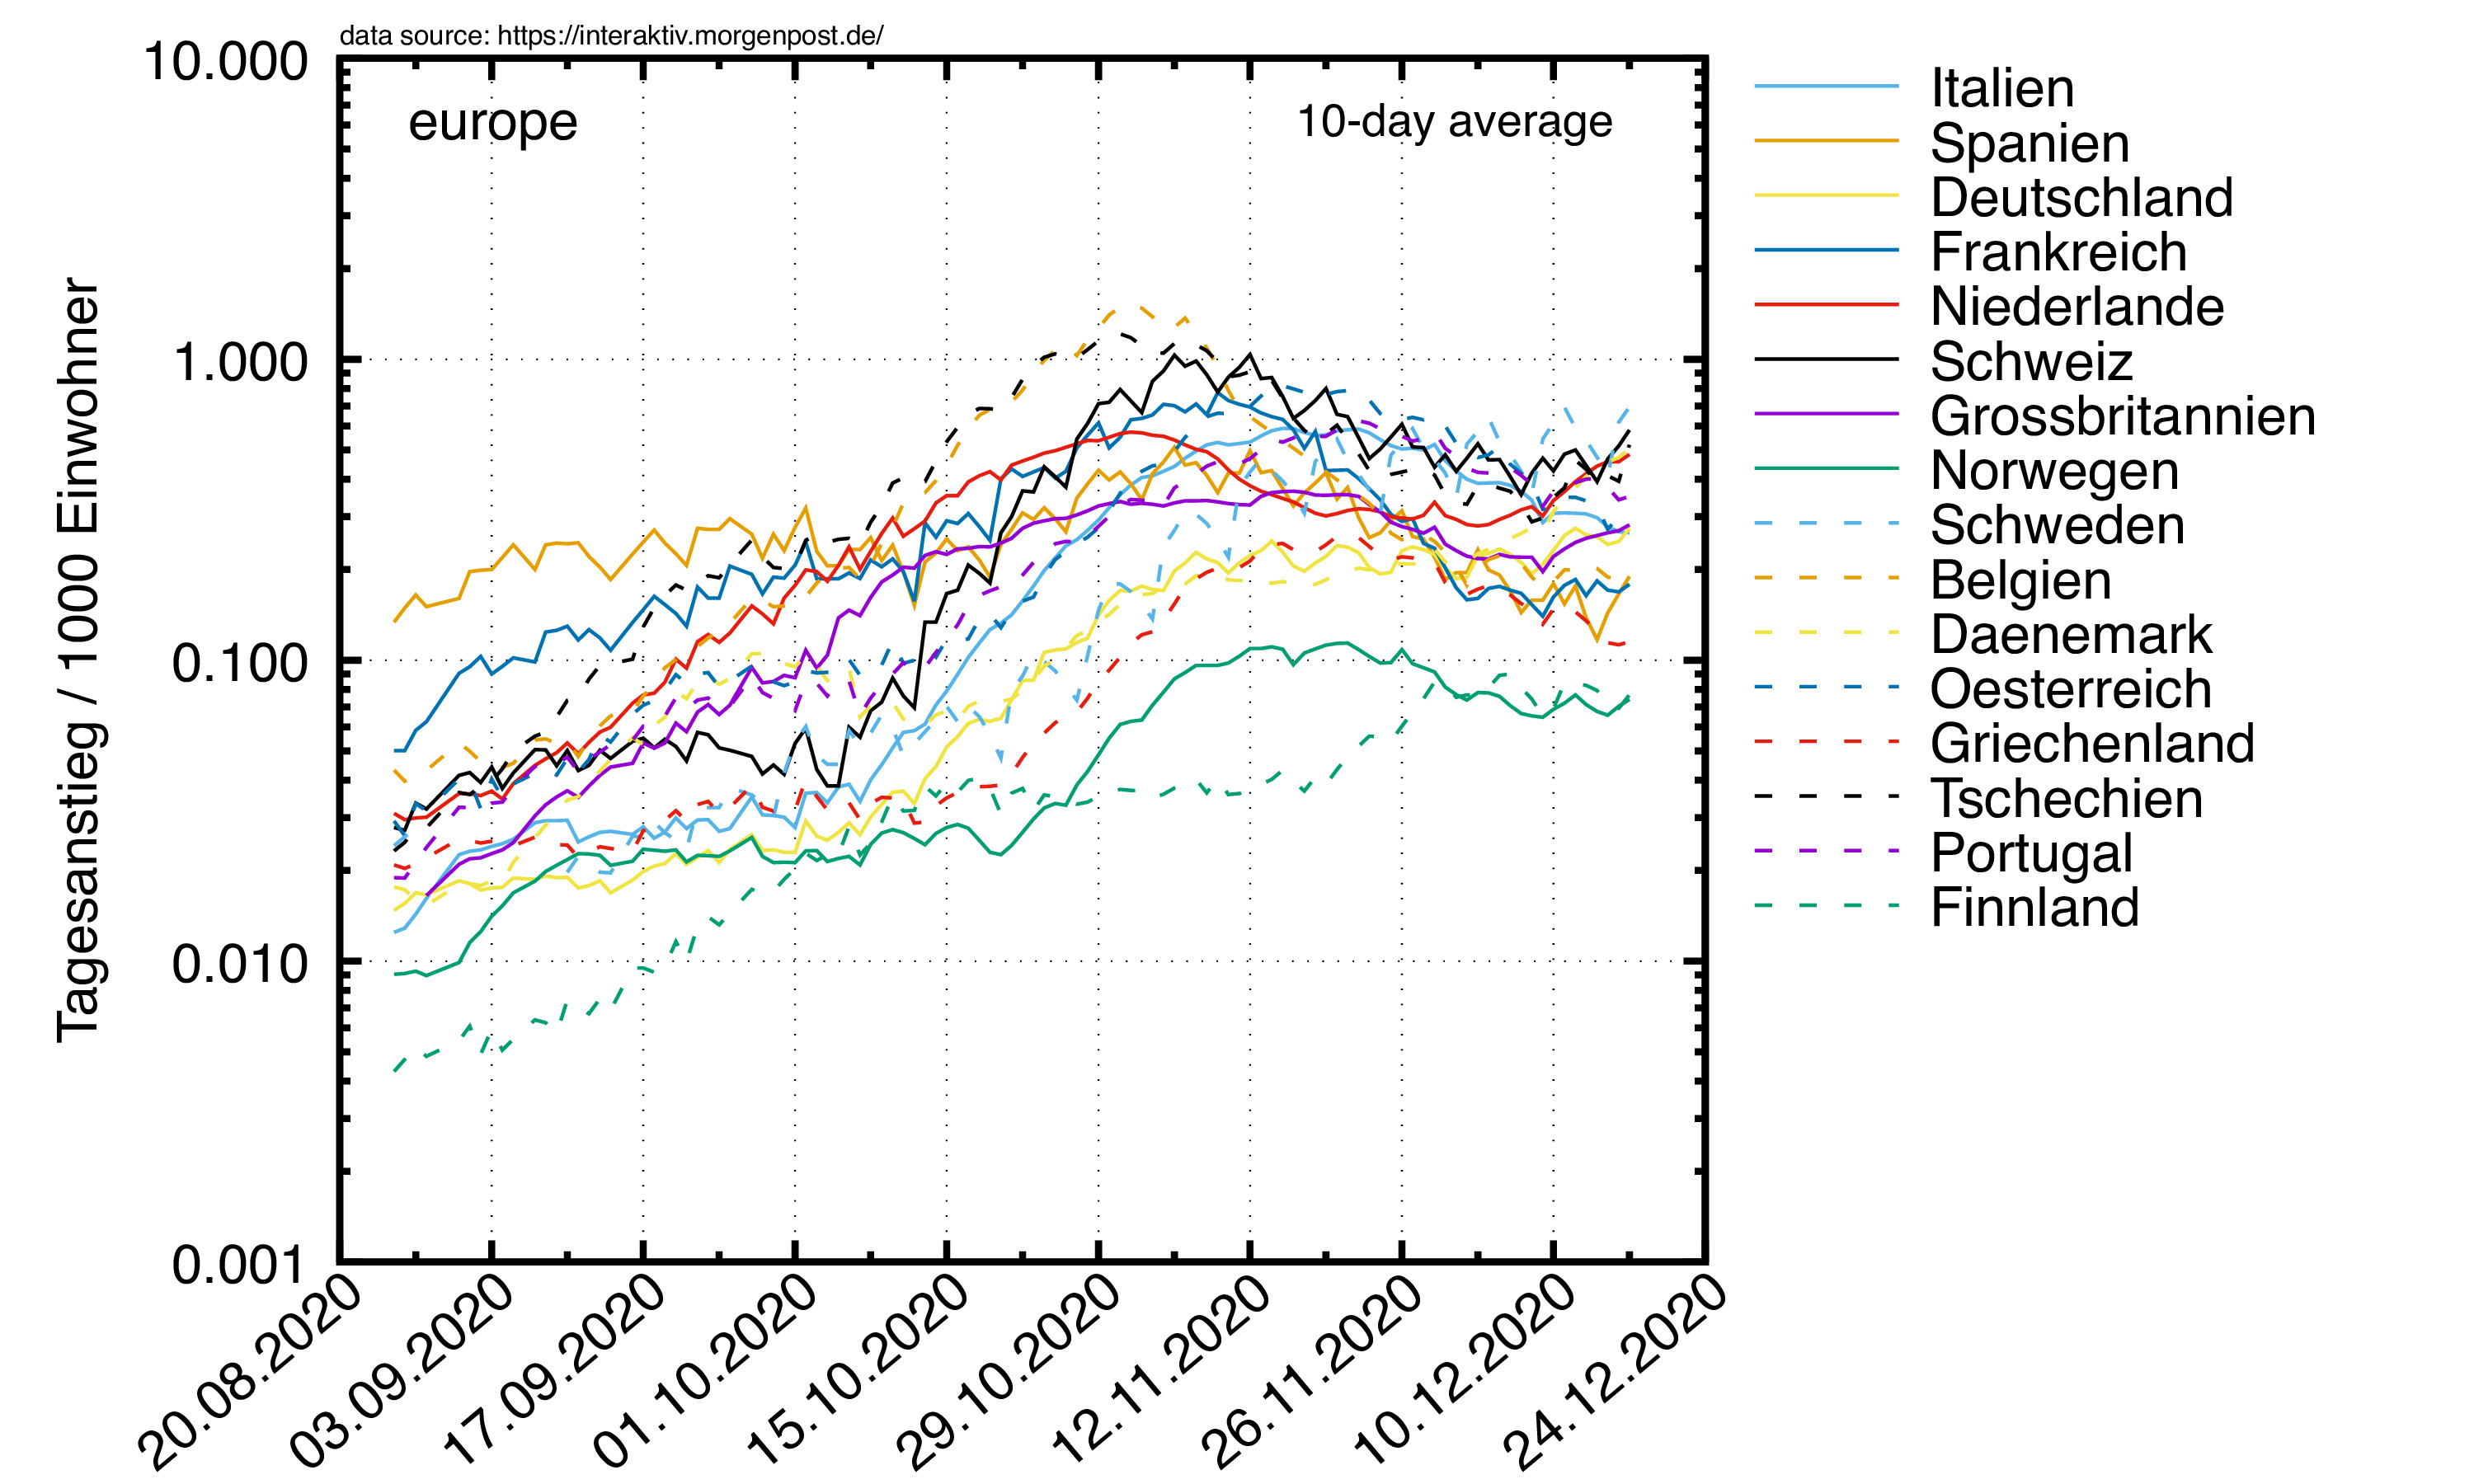 data source: https://interaktiv.morgenpost.de/
europe
10-day average
Tagesanstieg / 1000 Einwohner
10.000
1.000
0.100
0.010
0.001
20.08.2020
03.09.2020
17.09.2020
01.10.2020
15.10.2020
29.10.2020
12.11.2020
26.11.2020
10.12.2020
24.12.2020
Italien
Spanien
Deutschland
Frankreich
Niederlande
Schweiz
Grossbritannien
Norwegen
Schweden
Belgien
Daenemark
Oesterreich
Griechenland
Tschechien
Portugal
Finnland